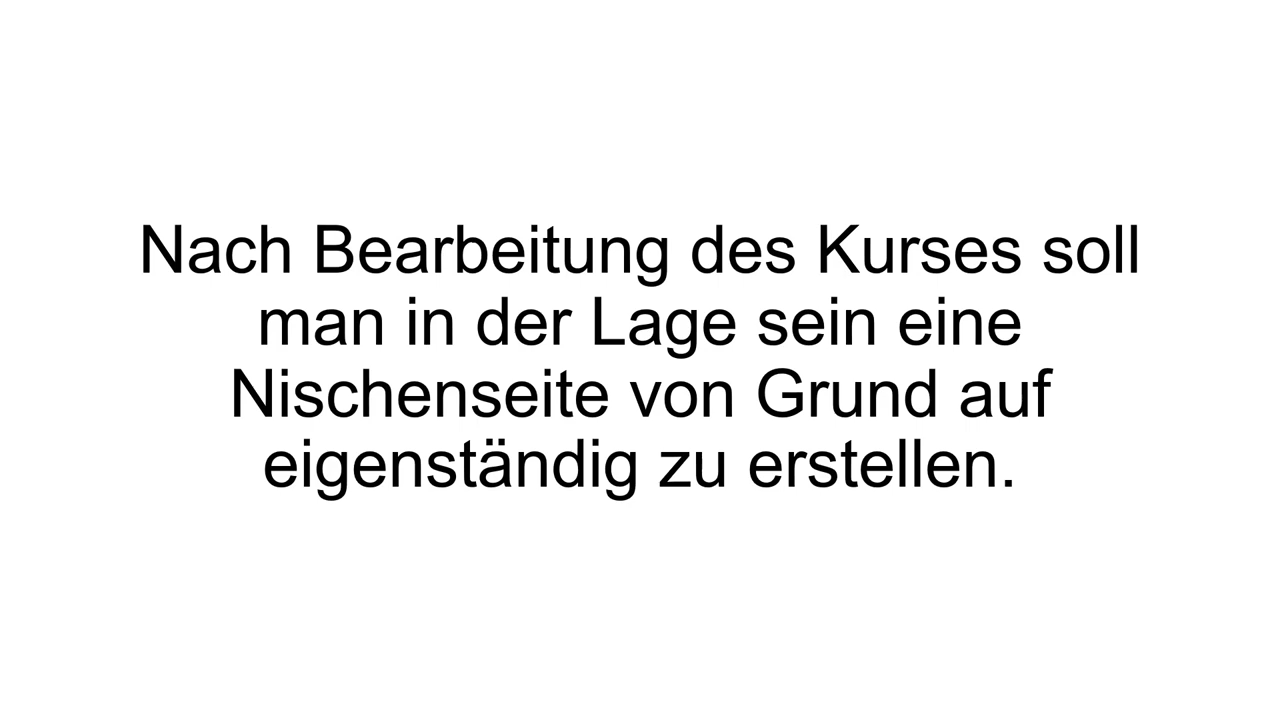 Nach Bearbeitung des Kurses soll
man in der Lage sein eine
Nischenseite von Grund auf
eigenständig zu erstellen.